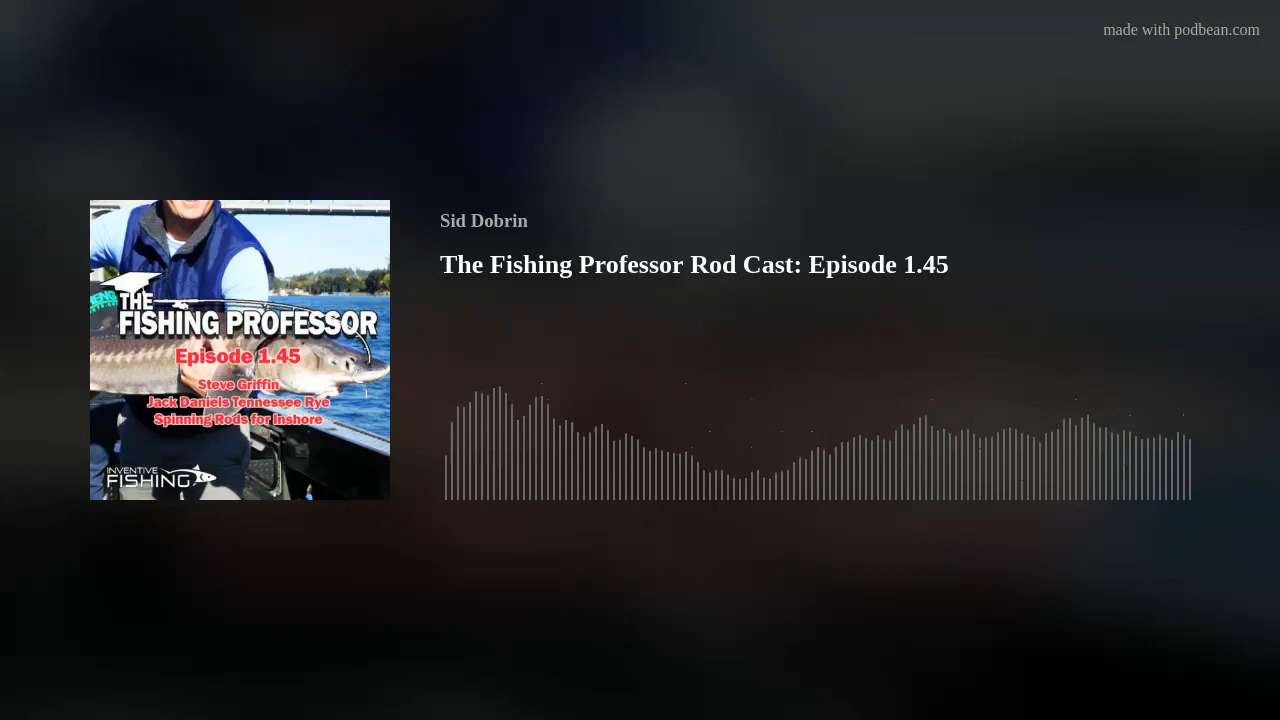 made with podbean.com
Sid Dobrin
The Fishing Professor Rod Cast: Episode 1.45
THE
FISHING PROFESSOR
Episode 1.45
Steve Griffin
Jack Daniels Tennessee Rye
Spinning Rods for Inshore
INVENTIVE
FISHING